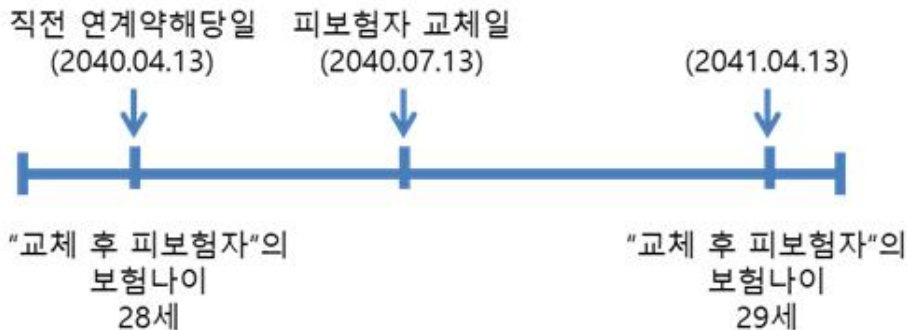 직전 연계약해당일 피보험자 교체일
(2040.04.13) (2040.07.13) (2041.04.13)
“교체 후 피보험자“의 “교체 후 피보험자“의
보험나이 보험나이
28세 29세